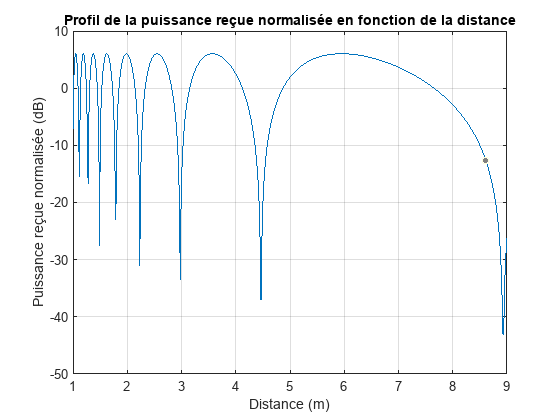 Profil de la puissance reçue normalisée en fonction de la distance
10
0
-10
-20
-30
-40
-50
Puissance reçue normalisée (dB)
1 2 3 4 5 6 7 8 9
Distance (m)